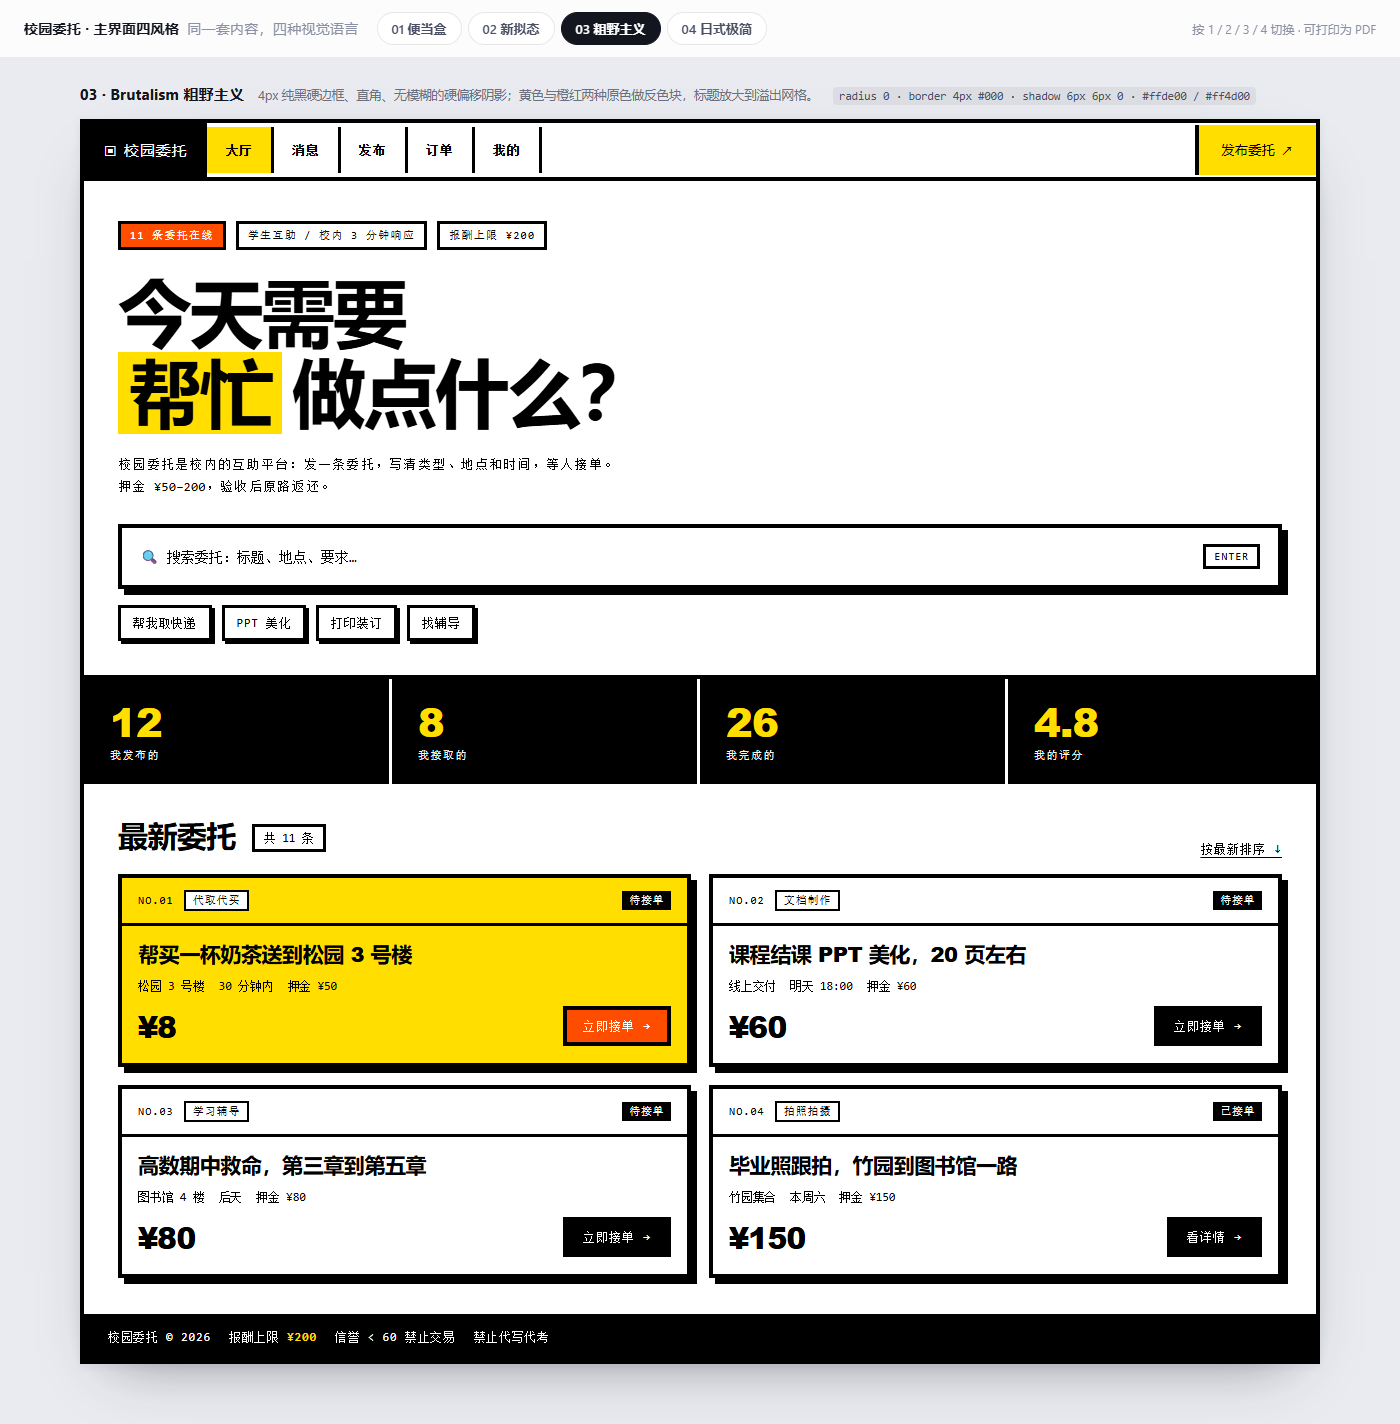 校园委托 · 主界面四风格 同一套内容，四种视觉语言 01 便当盒 02 新拟态 03 粗野主义 04 日式极简 按 1 / 2 / 3 / 4 切换 · 可打印为 PDF
03 · Brutalism 粗野主义 4px 纯黑硬边框、直角、无模糊的硬偏移阴影；黄色与橙红两种原色做反色块，标题放大到溢出网格。 radius 0 · border 4px #000 · shadow 6px 6px 0 · #ffde00 / #ff4d00
▣ 校园委托 大厅 消息 发布 订单 我的 发布委托 ↗
11 条委托在线 学生互助 / 校内 3 分钟响应 报酬上限 ¥200
今天需要
帮忙 做点什么？
校园委托是校内的互助平台：发一条委托，写清类型、地点和时间，等人接单。
押金 ¥50–200，验收后原路返还。
🔍 搜索委托：标题、地点、要求… ENTER
帮我取快递 PPT 美化 打印装订 找辅导
12 8 26 4.8
我发布的 我接取的 我完成的 我的评分
最新委托 共 11 条 按最新排序 ↓
NO.01 代取代买 待接单
帮买一杯奶茶送到松园 3 号楼
松园 3 号楼 30 分钟内 押金 ¥50
¥8 立即接单 →
NO.02 文档制作 待接单
课程结课 PPT 美化，20 页左右
线上交付 明天 18:00 押金 ¥60
¥60 立即接单 →
NO.03 学习辅导 待接单
高数期中救命，第三章到第五章
图书馆 4 楼 后天 押金 ¥80
¥80 立即接单 →
NO.04 拍照拍摄 已接单
毕业照跟拍，竹园到图书馆一路
竹园集合 本周六 押金 ¥150
¥150 看详情 →
校园委托 © 2026 报酬上限 ¥200 信誉 < 60 禁止交易 禁止代写代考